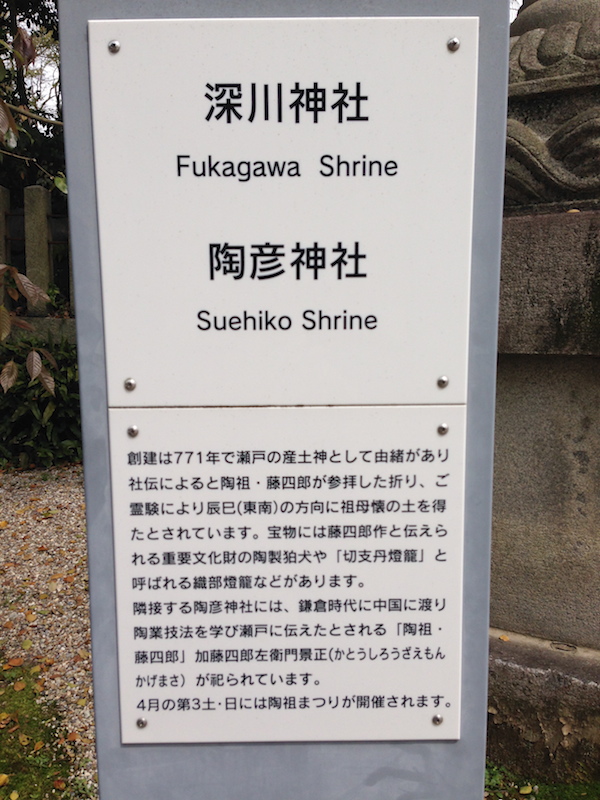 深川神社
Fukagawa Shrine
陶彦神社
Suehiko Shrine
創建は771年で瀬戸の産土神として由緒があり
社伝によると陶祖・藤四郎が参拝した折り、ご
霊験により辰巳(東南)の方向に祖母懐の土を得
たとされています。宝物には藤四郎作と伝えら
れる重要文化財の陶製狛犬や「切支丹燈籠」と
呼ばれる織部燈籠などがあります。
隣接する陶彦神社には、鎌倉時代に中国に渡り
陶業技法を学び瀬戸に伝えたとされる「陶祖・
藤四郎」加藤四郎左衛門景正(かとうしろうざえもん
かげまさ)が祀られています。
4月の第3土・日には陶祖まつりが開催されます。